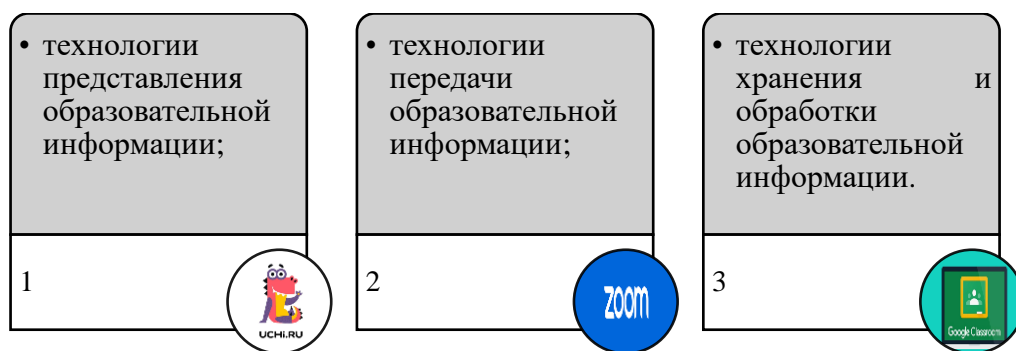 • технологии
представления
образовательной
информации;
1
UCHi.RU
• технологии
передачи
образовательной
информации;
2
zoom
• технологии
хранения и
обработки
образовательной
информации.
3
Google Classroom